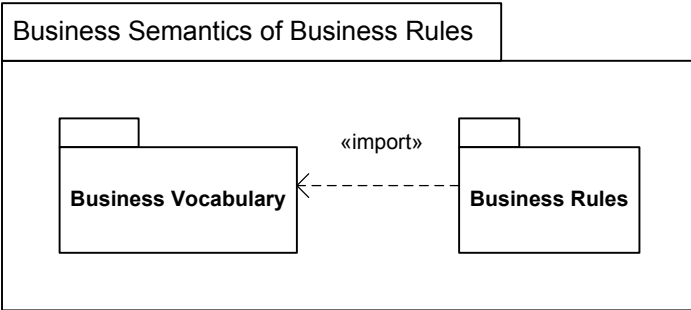 Business Semantics of Business Rules
«import»
Business Vocabulary
Business Rules